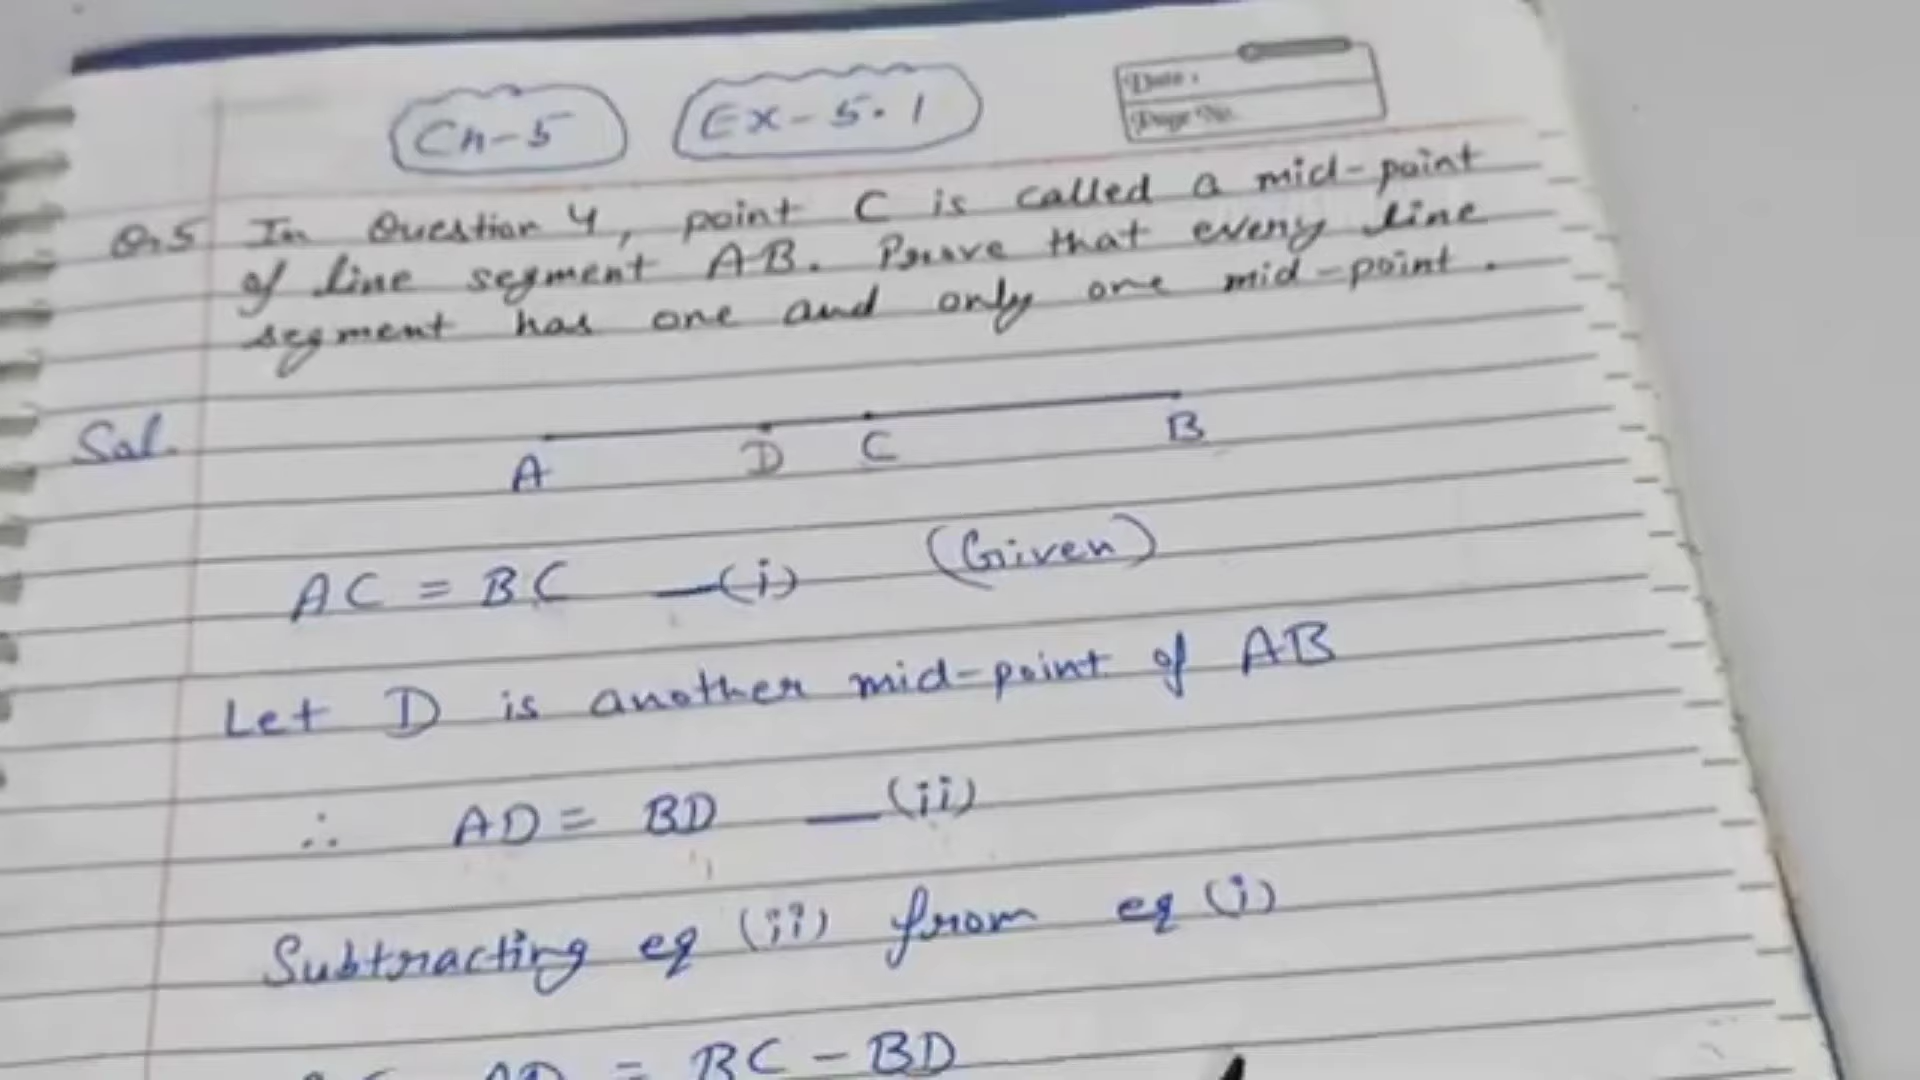 Ch-5 Ex-5.1
Date :
Page No.
Q.5 In Question 4, point C is called a mid-point
of line segment AB. Prove that every line
segment has one and only one mid-point.
Sol.
A D C B
AC = BC —(i) (Given)
Let D is another mid-point of AB
∴ AD = BD —(ii)
Subtracting eq (ii) from eq (i)
AD = BC - BD